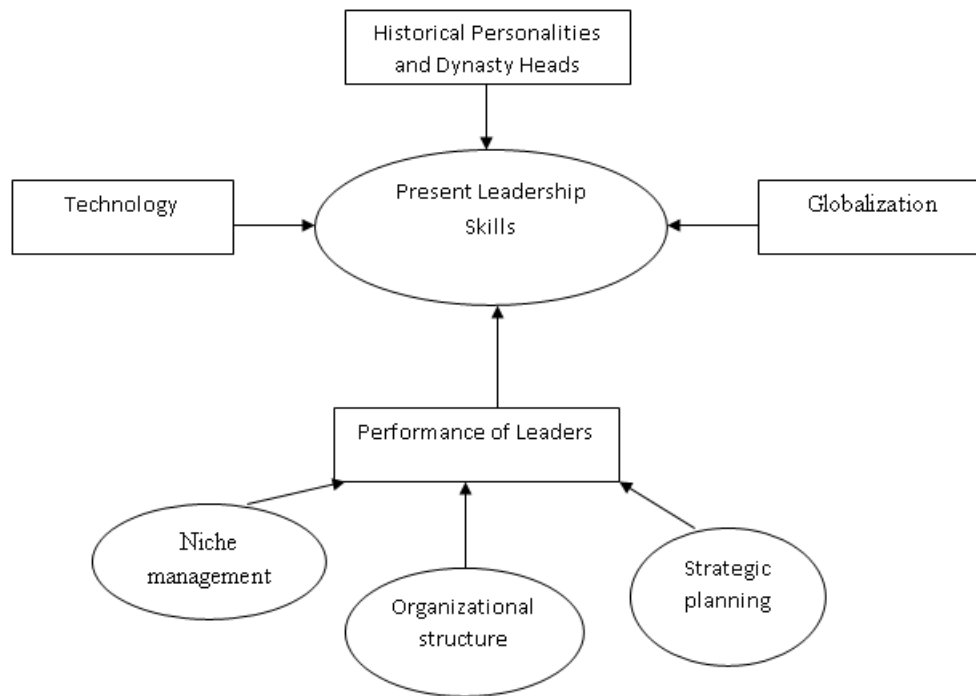 Historical Personalities
and Dynasty Heads
Technology
Present Leadership
Skills
Globalization
Performance of Leaders
Niche
management
Organizational
structure
Strategic
planning